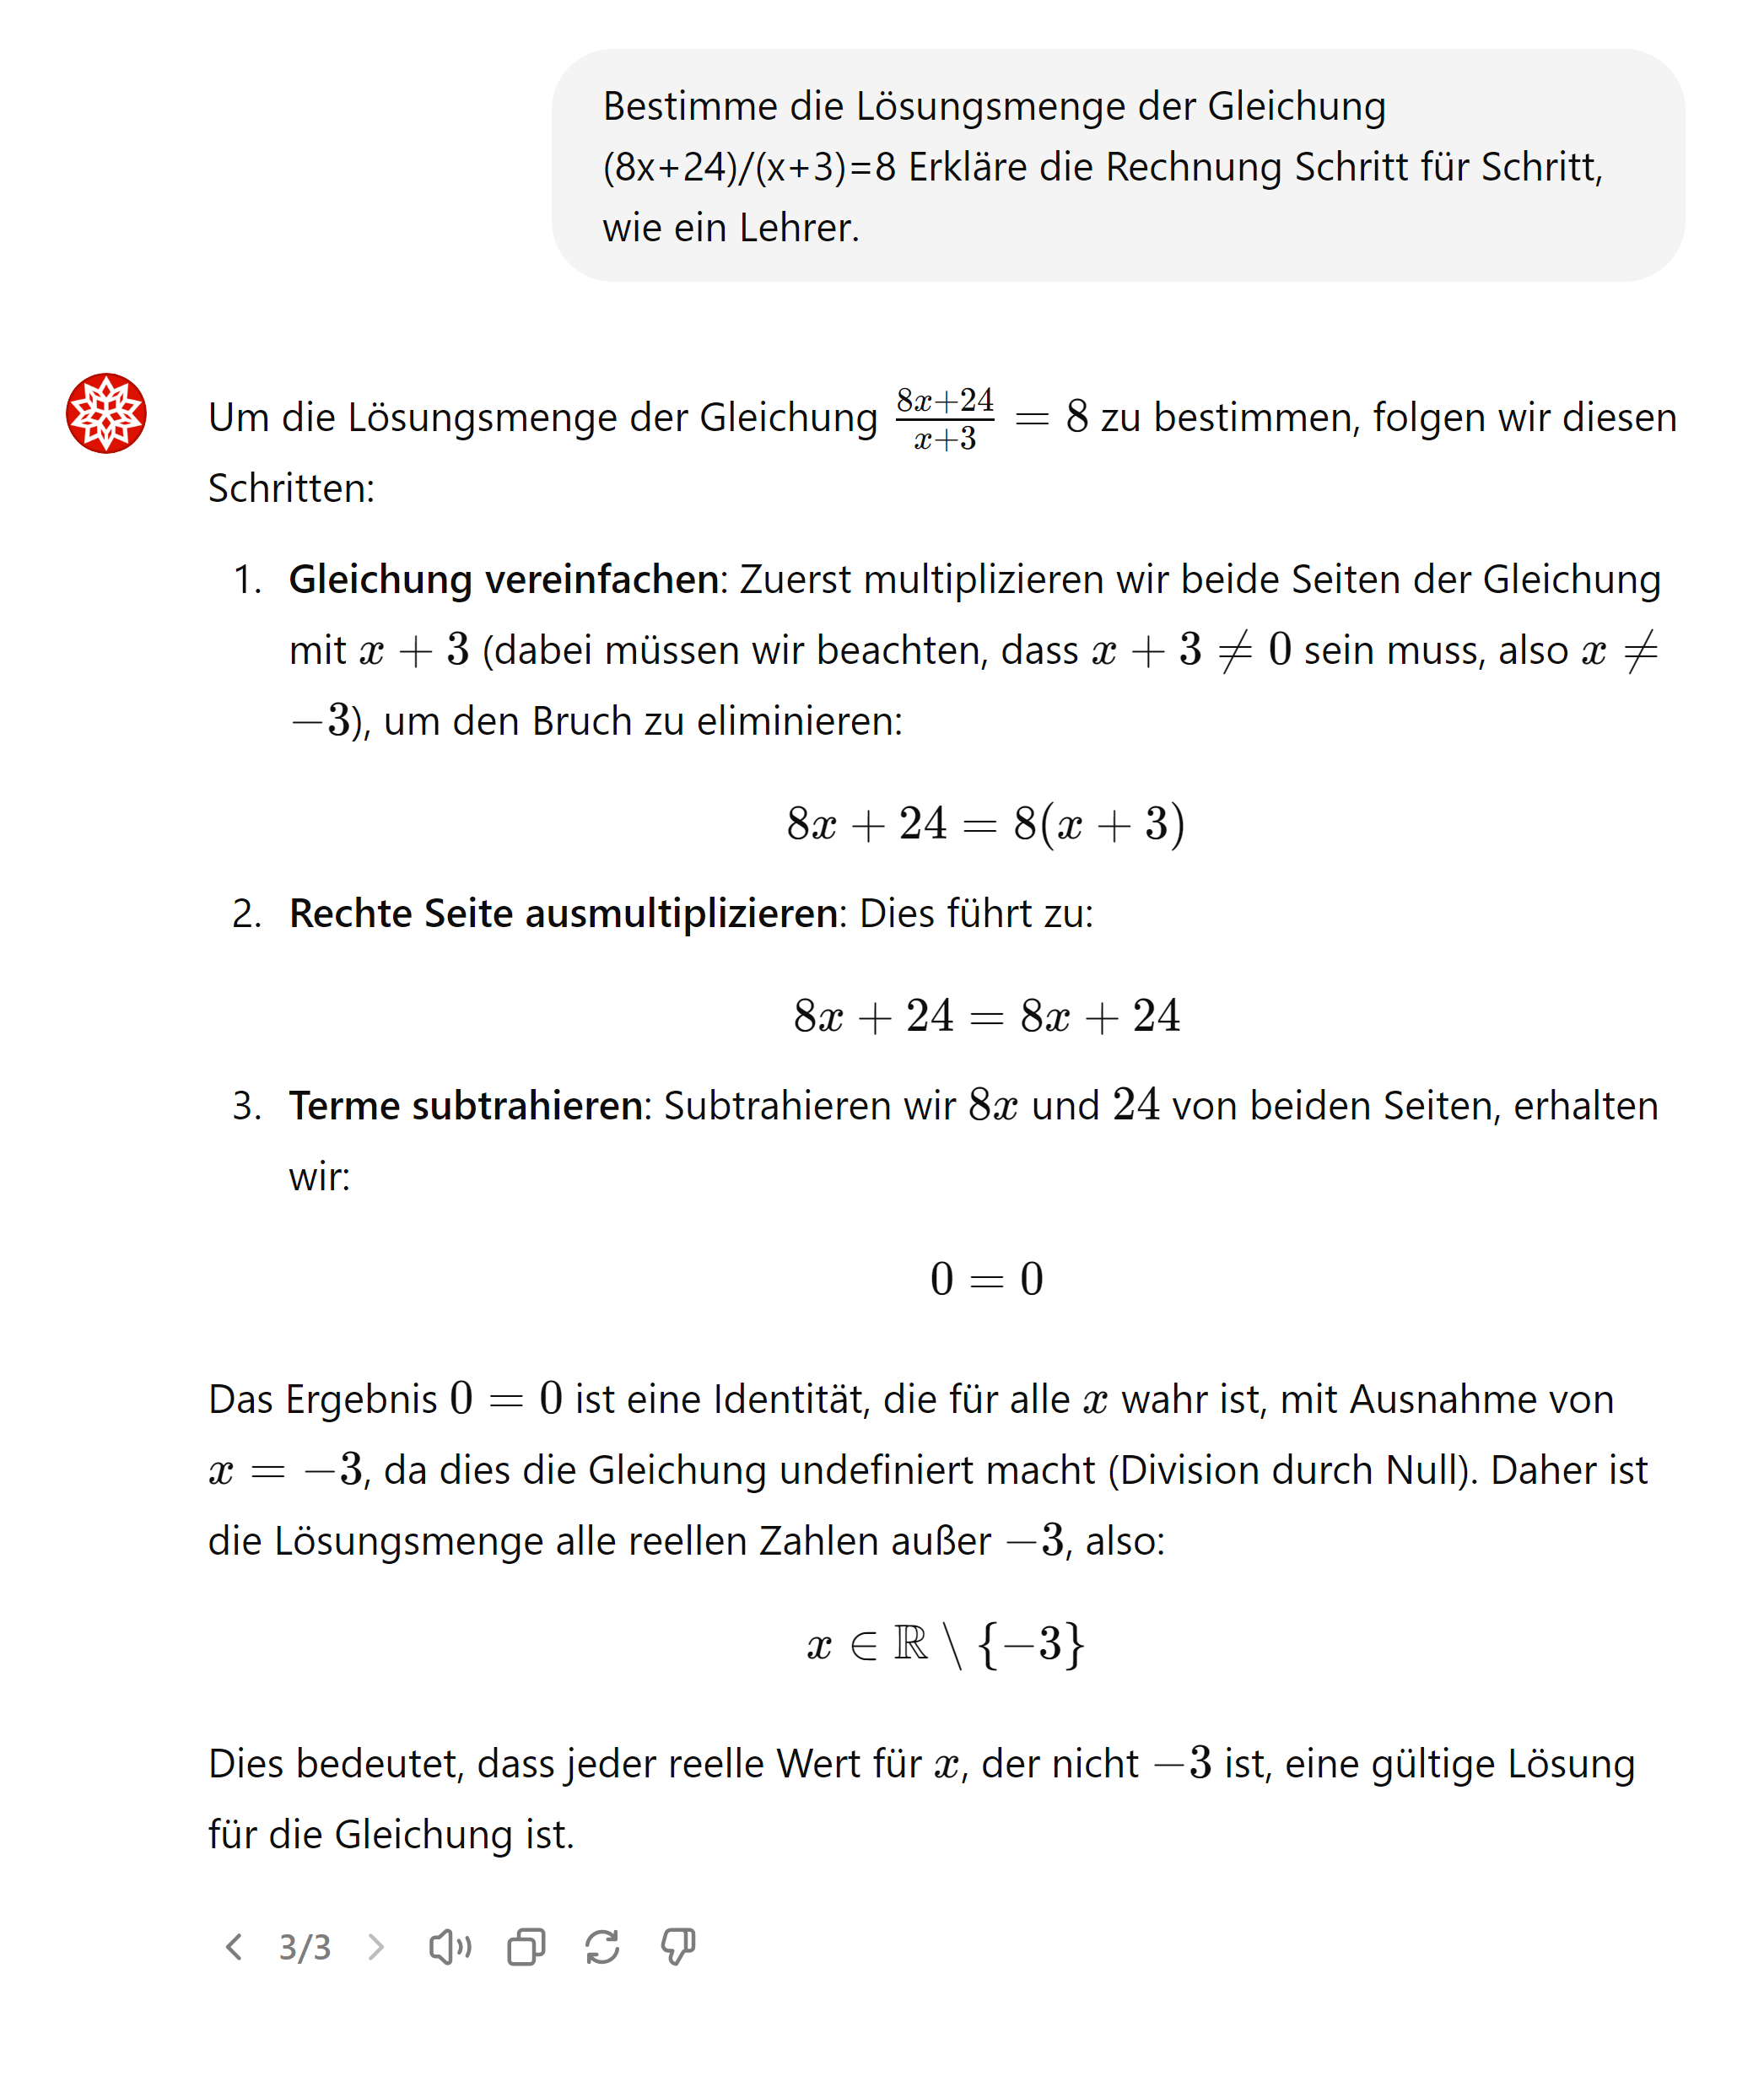 Bestimme die Lösungsmenge der Gleichung
(8x+24)/(x+3)=8 Erkläre die Rechnung Schritt für Schritt,
wie ein Lehrer.
Um die Lösungsmenge der Gleichung \frac{8x+24}{x+3} = 8 zu bestimmen, folgen wir diesen
Schritten:
1. Gleichung vereinfachen: Zuerst multiplizieren wir beide Seiten der Gleichung
mit x + 3 (dabei müssen wir beachten, dass x + 3 ≠ 0 sein muss, also x ≠
−3), um den Bruch zu eliminieren:
8x + 24 = 8(x + 3)
2. Rechte Seite ausmultiplizieren: Dies führt zu:
8x + 24 = 8x + 24
3. Terme subtrahieren: Subtrahieren wir 8x und 24 von beiden Seiten, erhalten
wir:
0 = 0
Das Ergebnis 0 = 0 ist eine Identität, die für alle x wahr ist, mit Ausnahme von
x = −3, da dies die Gleichung undefiniert macht (Division durch Null). Daher ist
die Lösungsmenge alle reellen Zahlen außer −3, also:
x ∈ ℝ \ {−3}
Dies bedeutet, dass jeder reelle Wert für x, der nicht −3 ist, eine gültige Lösung
für die Gleichung ist.
3/3